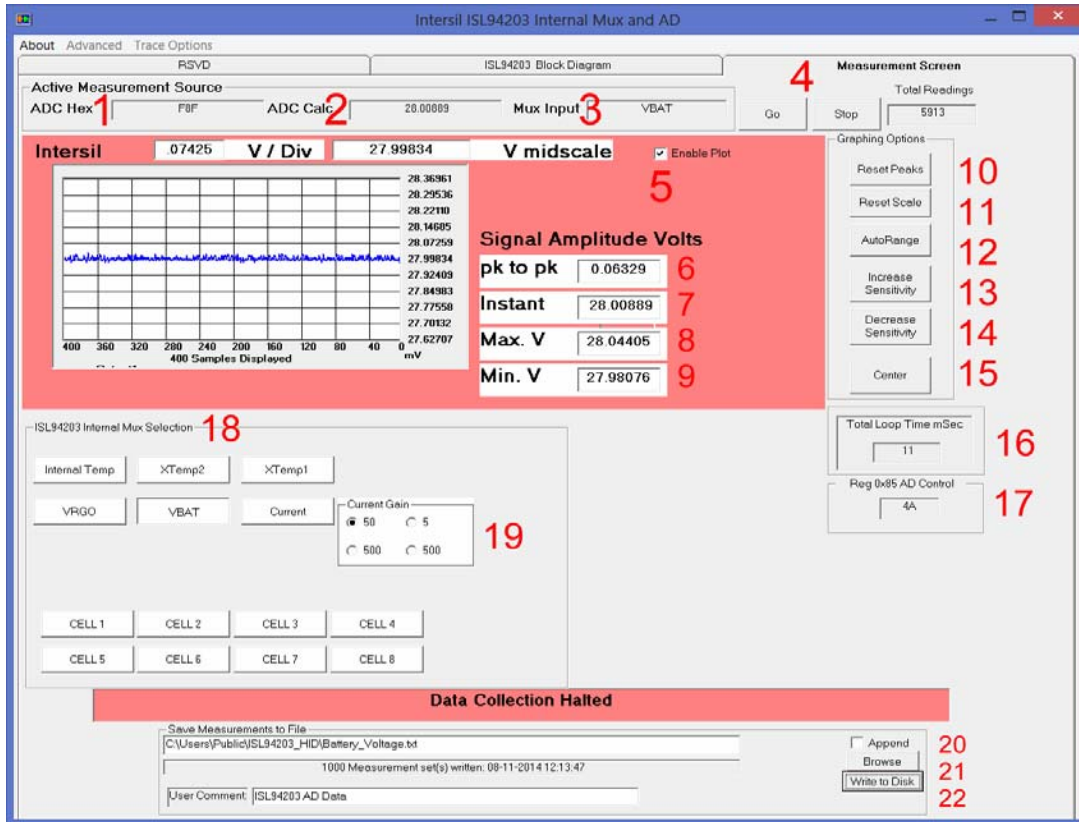 Intersil ISL94203 Internal Mux and AD
About Advanced Trace Options
RSVD ISL94203 Block Diagram Measurement Screen
Active Measurement Source
ADC Hex 1 F8F ADC Calc 2 28.00889 Mux Input 3 VBAT
4
Go Stop
Total Readings
5913
Intersil .07425 V / Div 27.99834 V midscale
Enable Plot
5
28.36961
28.29536
28.22110
28.14685
28.07259
27.99834
27.92409
27.84983
27.77558
27.70132
27.62707
400 360 320 280 240 200 160 120 80 40 0
mV
400 Samples Displayed
Signal Amplitude Volts
pk to pk 0.06329 6
Instant 28.00889 7
Max. V 28.04405 8
Min. V 27.98076 9
Graphing Options
Reset Peaks 10
Reset Scale 11
AutoRange 12
Increase Sensitivity 13
Decrease Sensitivity 14
Center 15
Total Loop Time mSec
11
16
Reg 0x85 AD Control
4A
17
ISL94203 Internal Mux Selection 18
Internal Temp XTemp2 XTemp1
VRGO VBAT Current
Current Gain
50 5
500 500
19
CELL 1 CELL 2 CELL 3 CELL 4
CELL 5 CELL 6 CELL 7 CELL 8
Data Collection Halted
Save Measurements to File
C:\Users\Public\ISL94203_HID\Battery_Voltage.txt
1000 Measurement set(s) written: 08-11-2014 12:13:47
User Comment ISL94203 AD Data
Append 20
Browse 21
Write to Disk 22